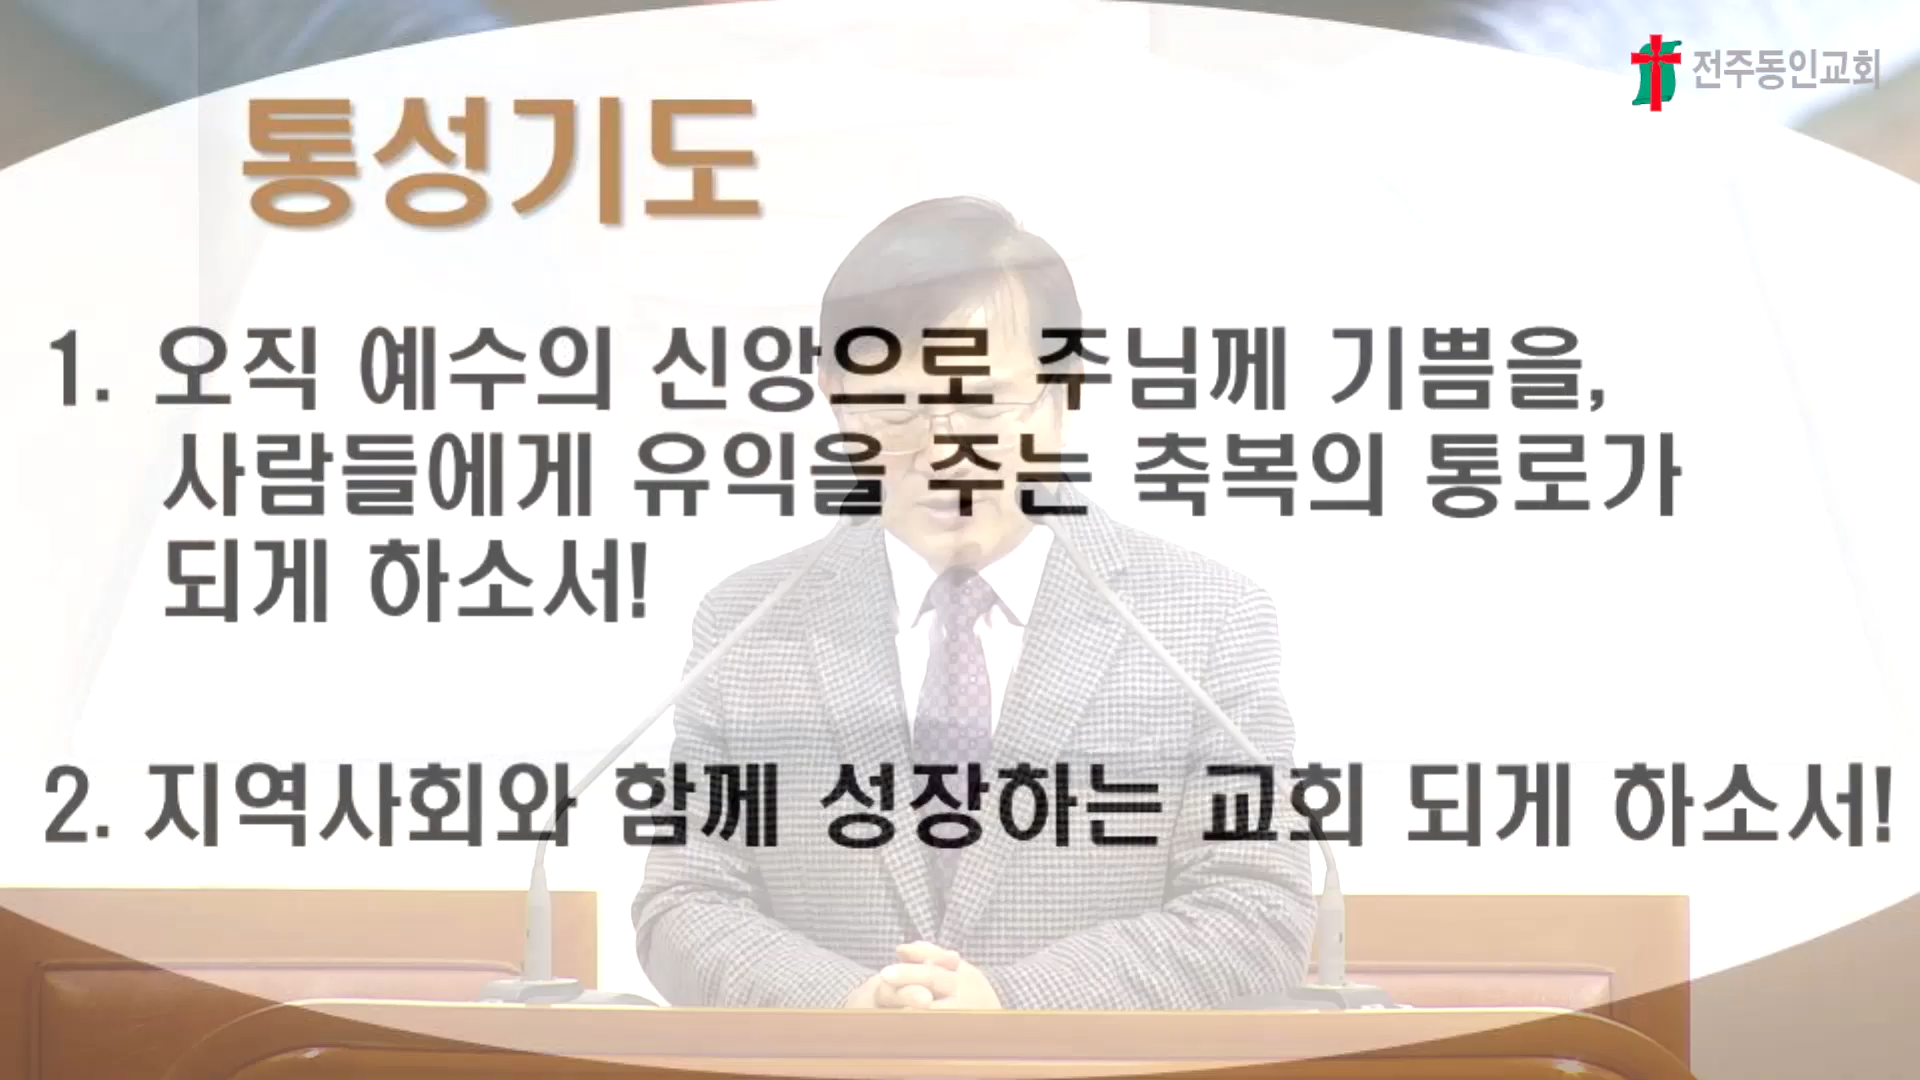 전주동인교회
통성기도
1. 오직 예수의 신앙으로 주님께 기쁨을,
사람들에게 유익을 주는 축복의 통로가
되게 하소서!
2. 지역사회와 함께 성장하는 교회 되게 하소서!